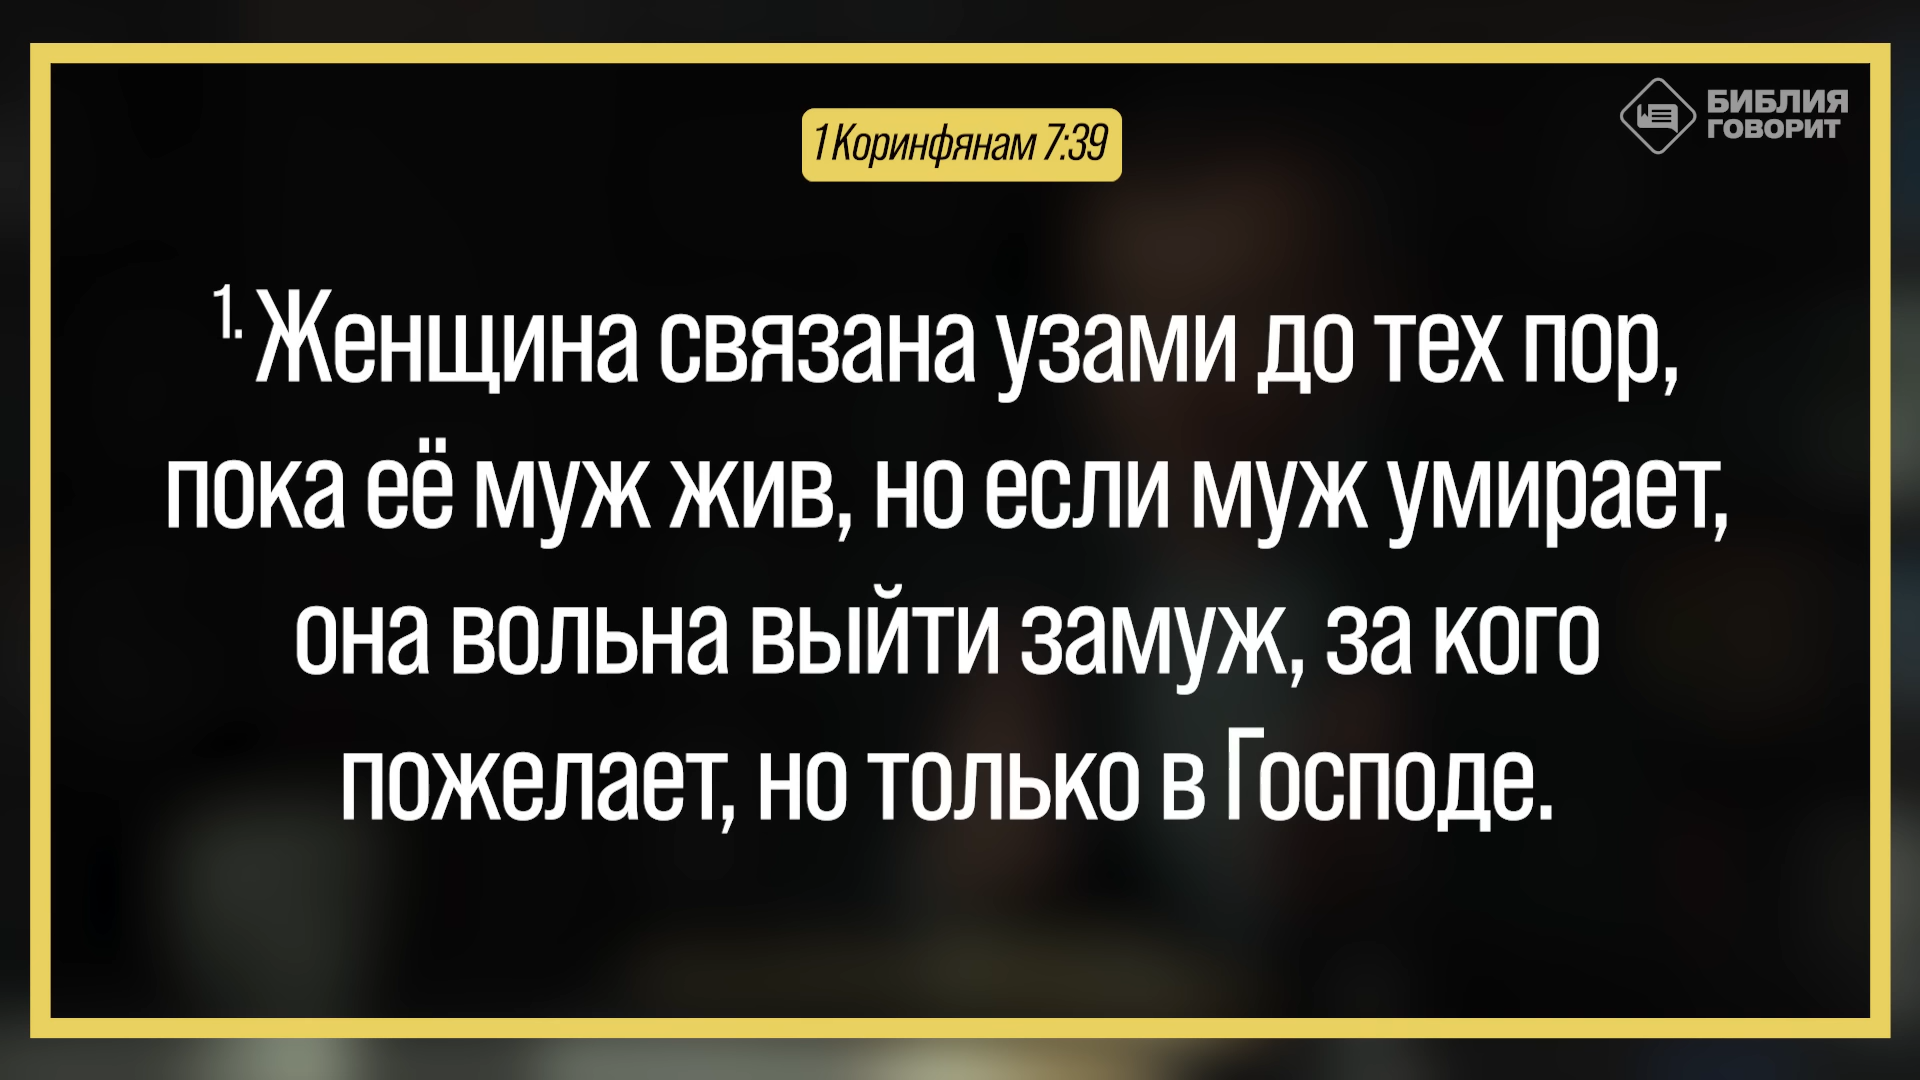 БИБЛИЯ
ГОВОРИТ
1 Коринфянам 7:39
1. Женщина связана узами до тех пор,
пока её муж жив, но если муж умирает,
она вольна выйти замуж, за кого
пожелает, но только в Господе.